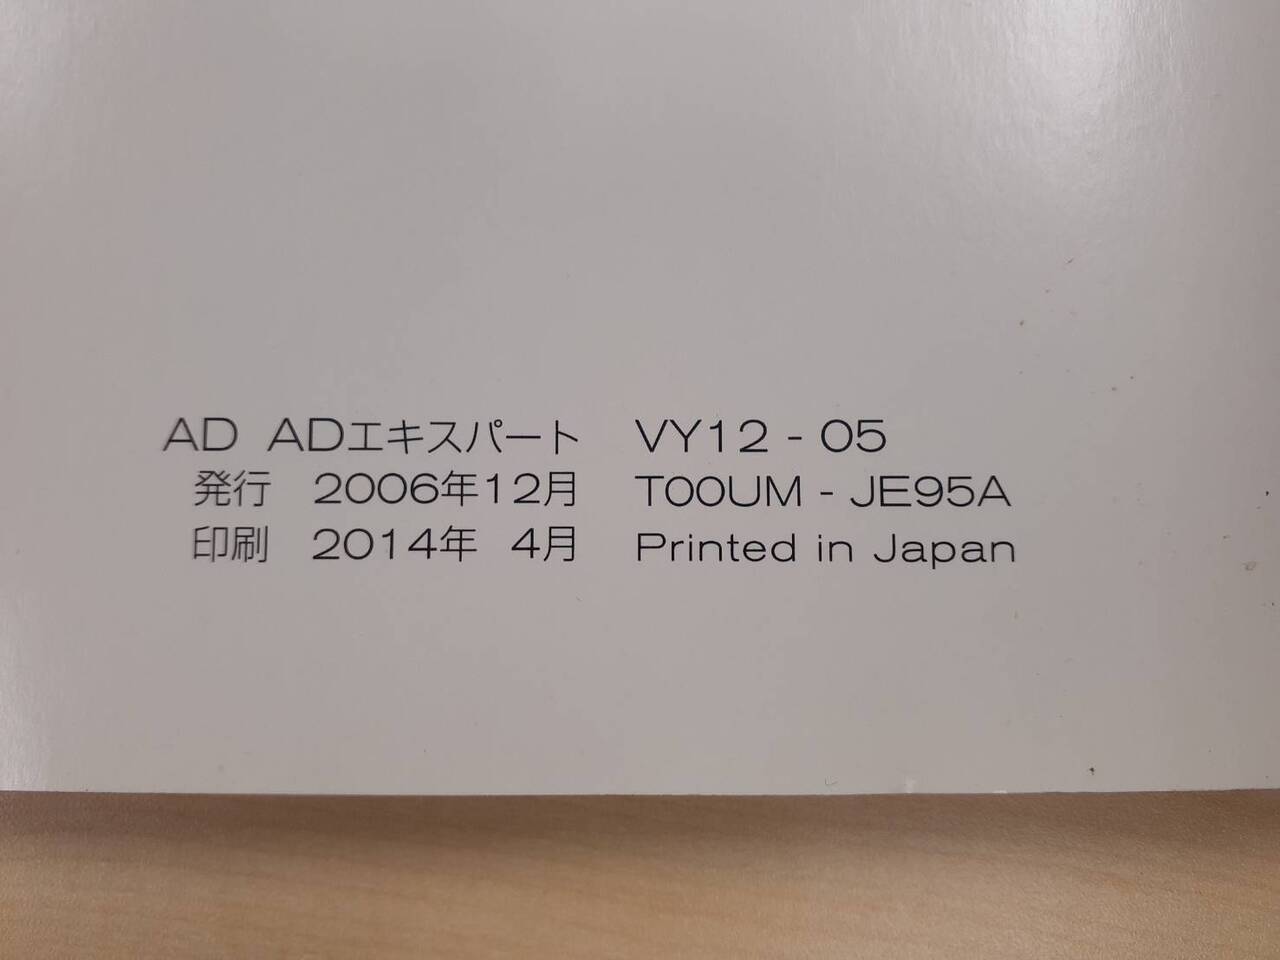 AD ADエキスパート VY12 - 05
発行 2006年12月 T00UM - JE95A
印刷 2014年 4月 Printed in Japan